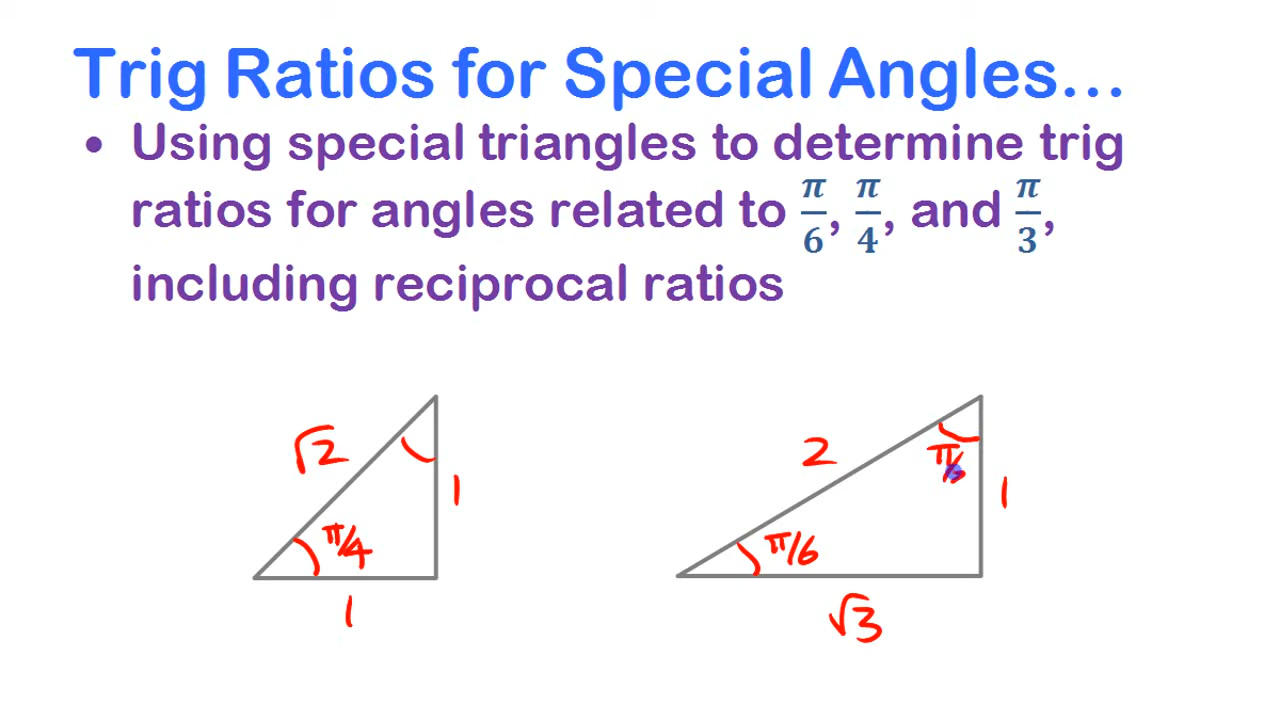 Trig Ratios for Special Angles...
• Using special triangles to determine trig
ratios for angles related to π/6, π/4, and π/3,
including reciprocal ratios
√2
1
π/4
1
2
π/3
1
π/6
√3